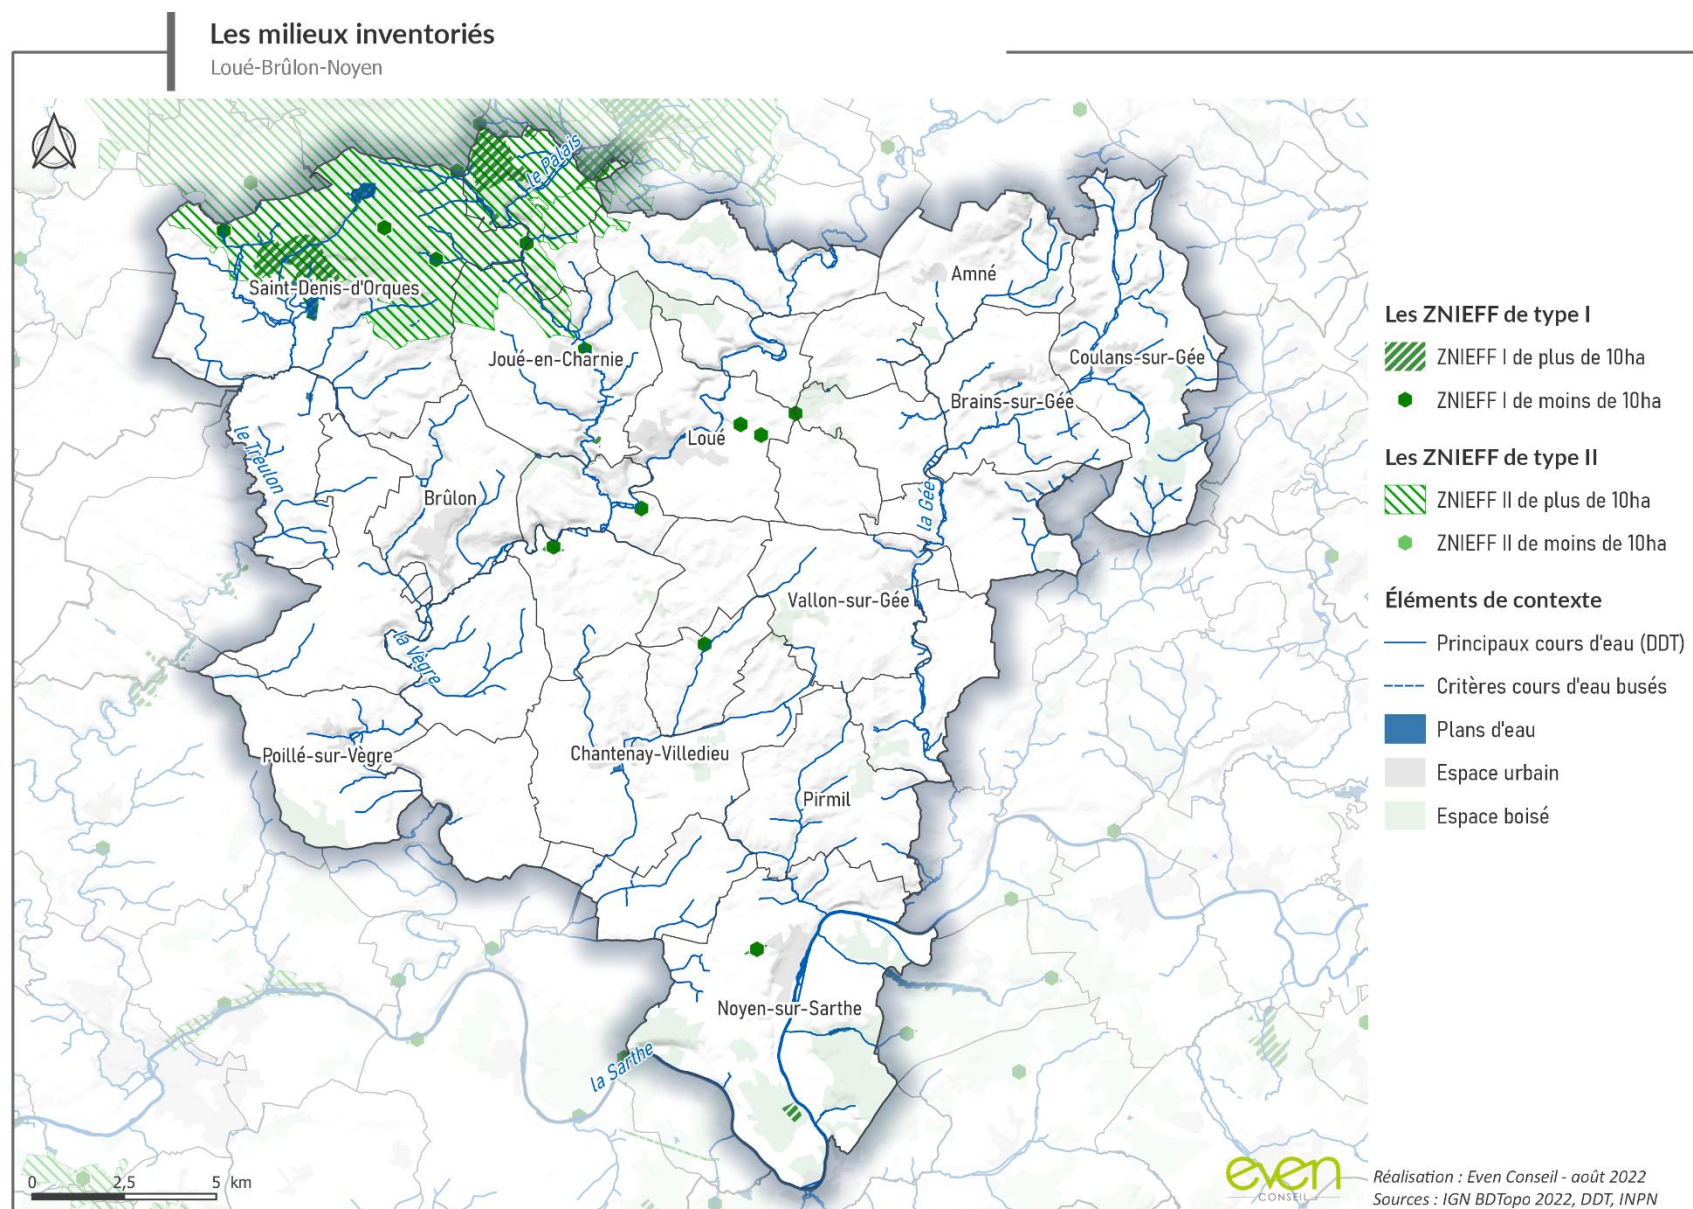 Les milieux inventoriés
Loué-Brûlon-Noyen
le Palais
Saint-Denis-d'Orques
Amné
Joué-en-Charnie
Coulans-sur-Gée
Brains-sur-Gée
Loué
le Treulon
Brûlon
la Gée
Vallon-sur-Gée
la Vègre
Poillé-sur-Vègre
Chantenay-Villedieu
Pirmil
Noyen-sur-Sarthe
la Sarthe
0 2,5 5 km
Les ZNIEFF de type I
ZNIEFF I de plus de 10ha
ZNIEFF I de moins de 10ha
Les ZNIEFF de type II
ZNIEFF II de plus de 10ha
ZNIEFF II de moins de 10ha
Éléments de contexte
Principaux cours d'eau (DDT)
Critères cours d'eau busés
Plans d'eau
Espace urbain
Espace boisé
even
CONSEIL
Réalisation : Even Conseil - août 2022
Sources : IGN BDTopo 2022, DDT, INPN